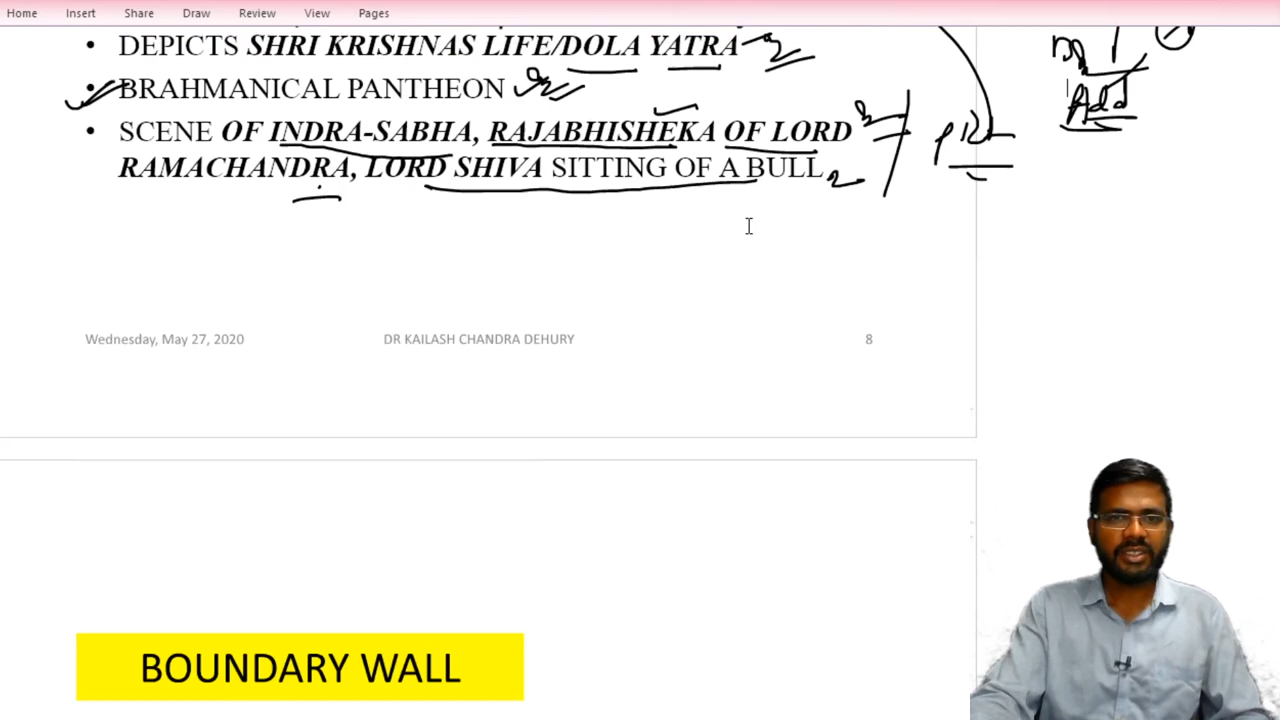 Home Insert Share Draw Review View Pages
• DEPICTS SHRI KRISHNAS LIFE/DOLA YATRA
• BRAHMANICAL PANTHEON
• SCENE OF INDRA-SABHA, RAJABHISHEKA OF LORD
RAMACHANDRA, LORD SHIVA SITTING OF A BULL
Add
Wednesday, May 27, 2020 DR KAILASH CHANDRA DEHURY 8
BOUNDARY WALL